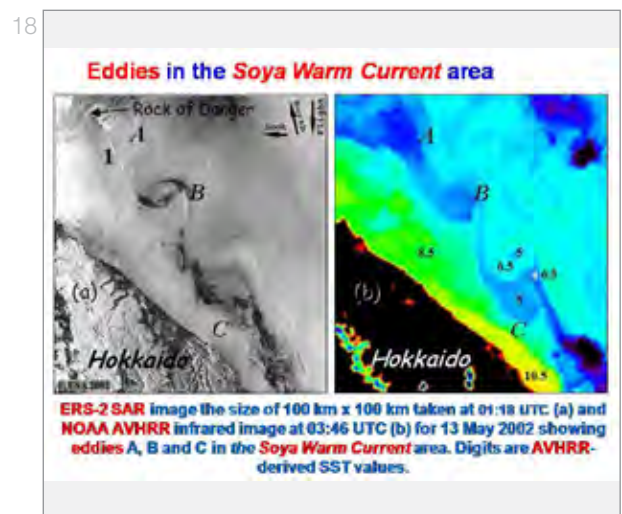 18
Eddies in the Soya Warm Current area
Rock of Danger
A
1
B
(a)
C
Hokkaido
A
B
8.5
5
6.5
6.5
5
(b)
C
Hokkaido
10.5
ERS-2 SAR image the size of 100 km x 100 km taken at 01:18 UTC (a) and
NOAA AVHRR infrared image at 03:46 UTC (b) for 13 May 2002 showing
eddies A, B and C in the Soya Warm Current area. Digits are AVHRR-
derived SST values.